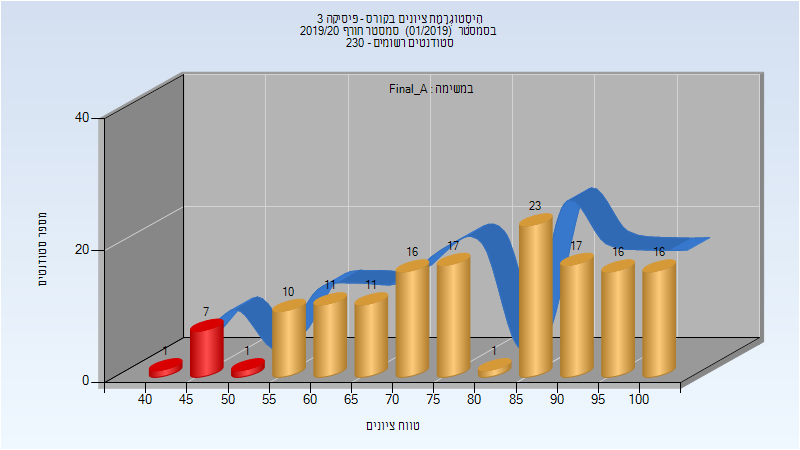 היסטוגרמת ציונים בקורס - פיסיקה 3
בסמסטר (01/2019) סמסטר חורף 2019/20
סטודנטים רשומים - 230
במשימה : Final_A
מספר סטודנטים
40
20
0
1
7
1
10
11
11
16
17
1
23
17
16
16
40 45 50 55 60 65 70 75 80 85 90 95 100
טווח ציונים